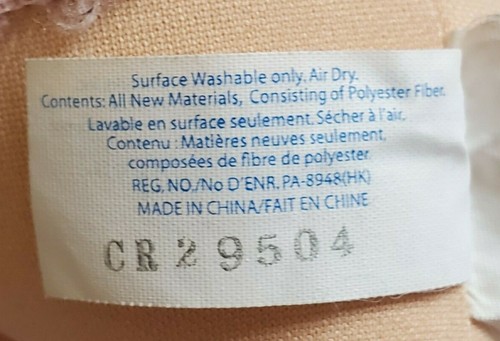 Surface Washable only. Air Dry.
Contents: All New Materials, Consisting of Polyester Fiber.
Lavable en surface seulement. Sécher à l'air.
Contenu : Matières neuves seulement,
composées de fibre de polyester
REG. NO./No D'ENR. PA-8948(HK)
MADE IN CHINA/FAIT EN CHINE
CR29504